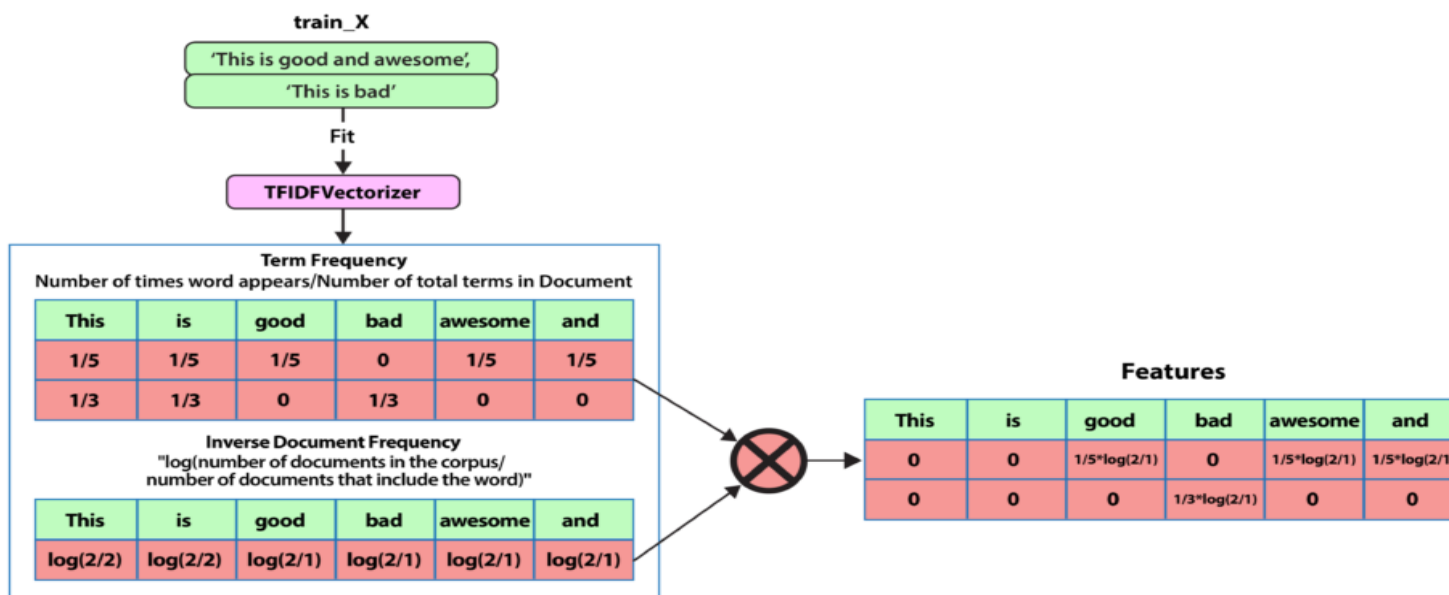 train_X
‘This is good and awesome’,
‘This is bad’
Fit
TFIDFVectorizer
Term Frequency
Number of times word appears/Number of total terms in Document
This is good bad awesome and
1/5 1/5 1/5 0 1/5 1/5
1/3 1/3 0 1/3 0 0
Inverse Document Frequency
"log(number of documents in the corpus/
number of documents that include the word)"
This is good bad awesome and
log(2/2) log(2/2) log(2/1) log(2/1) log(2/1) log(2/1)
Features
This is good bad awesome and
0 0 1/5*log(2/1) 0 1/5*log(2/1) 1/5*log(2/1
0 0 0 1/3*log(2/1) 0 0